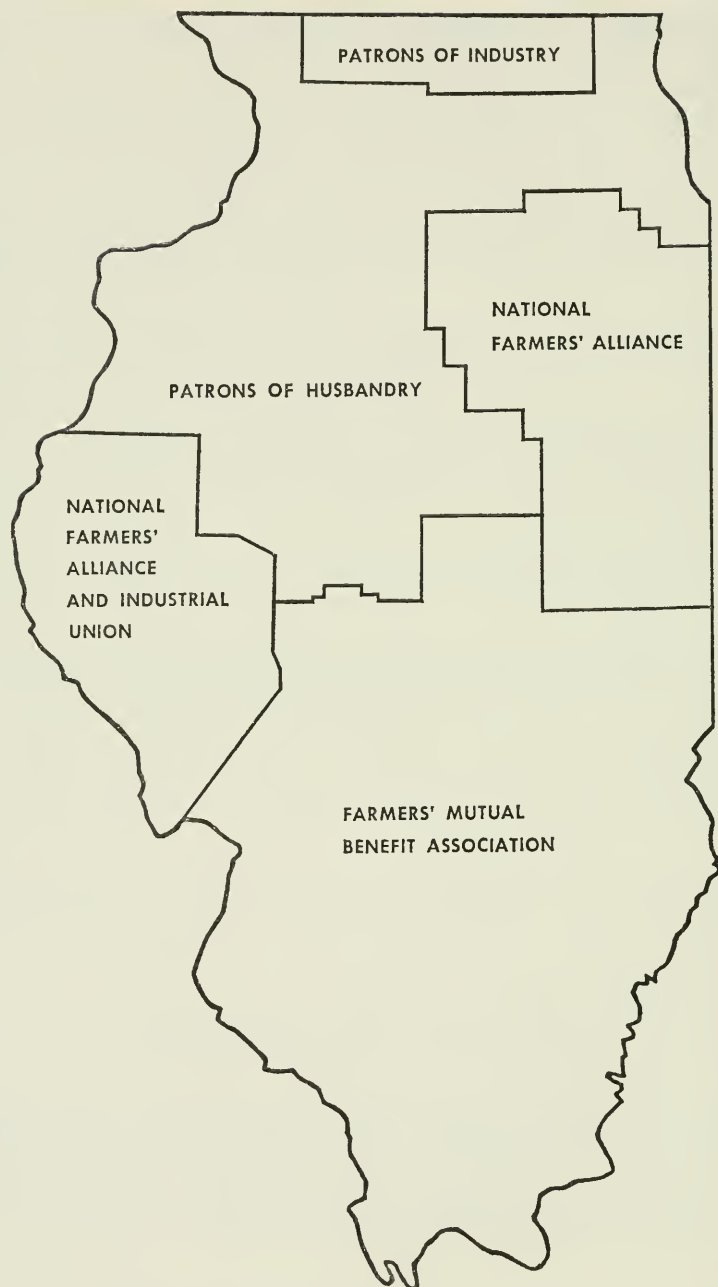 PATRONS OF INDUSTRY
NATIONAL
FARMERS' ALLIANCE
PATRONS OF HUSBANDRY
NATIONAL
FARMERS'
ALLIANCE
AND INDUSTRIAL
UNION
FARMERS' MUTUAL
BENEFIT ASSOCIATION